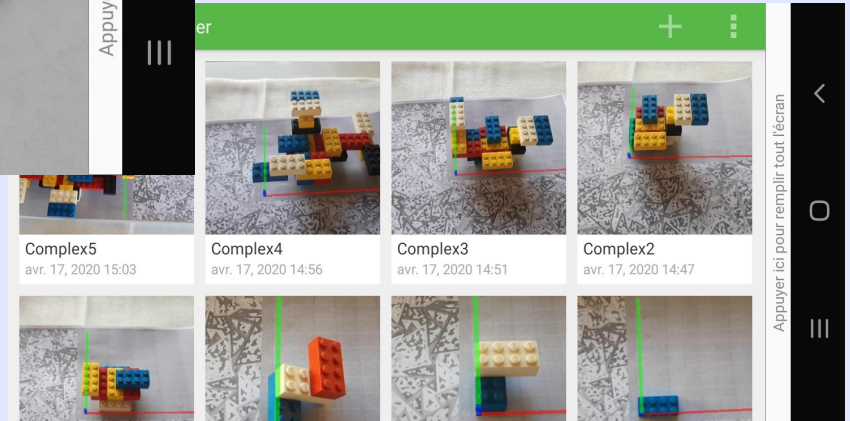 Appuy
er
Complex5
avr. 17, 2020 15:03
Complex4
avr. 17, 2020 14:56
Complex3
avr. 17, 2020 14:51
Complex2
avr. 17, 2020 14:47
Appuyer ici pour remplir tout l'écran